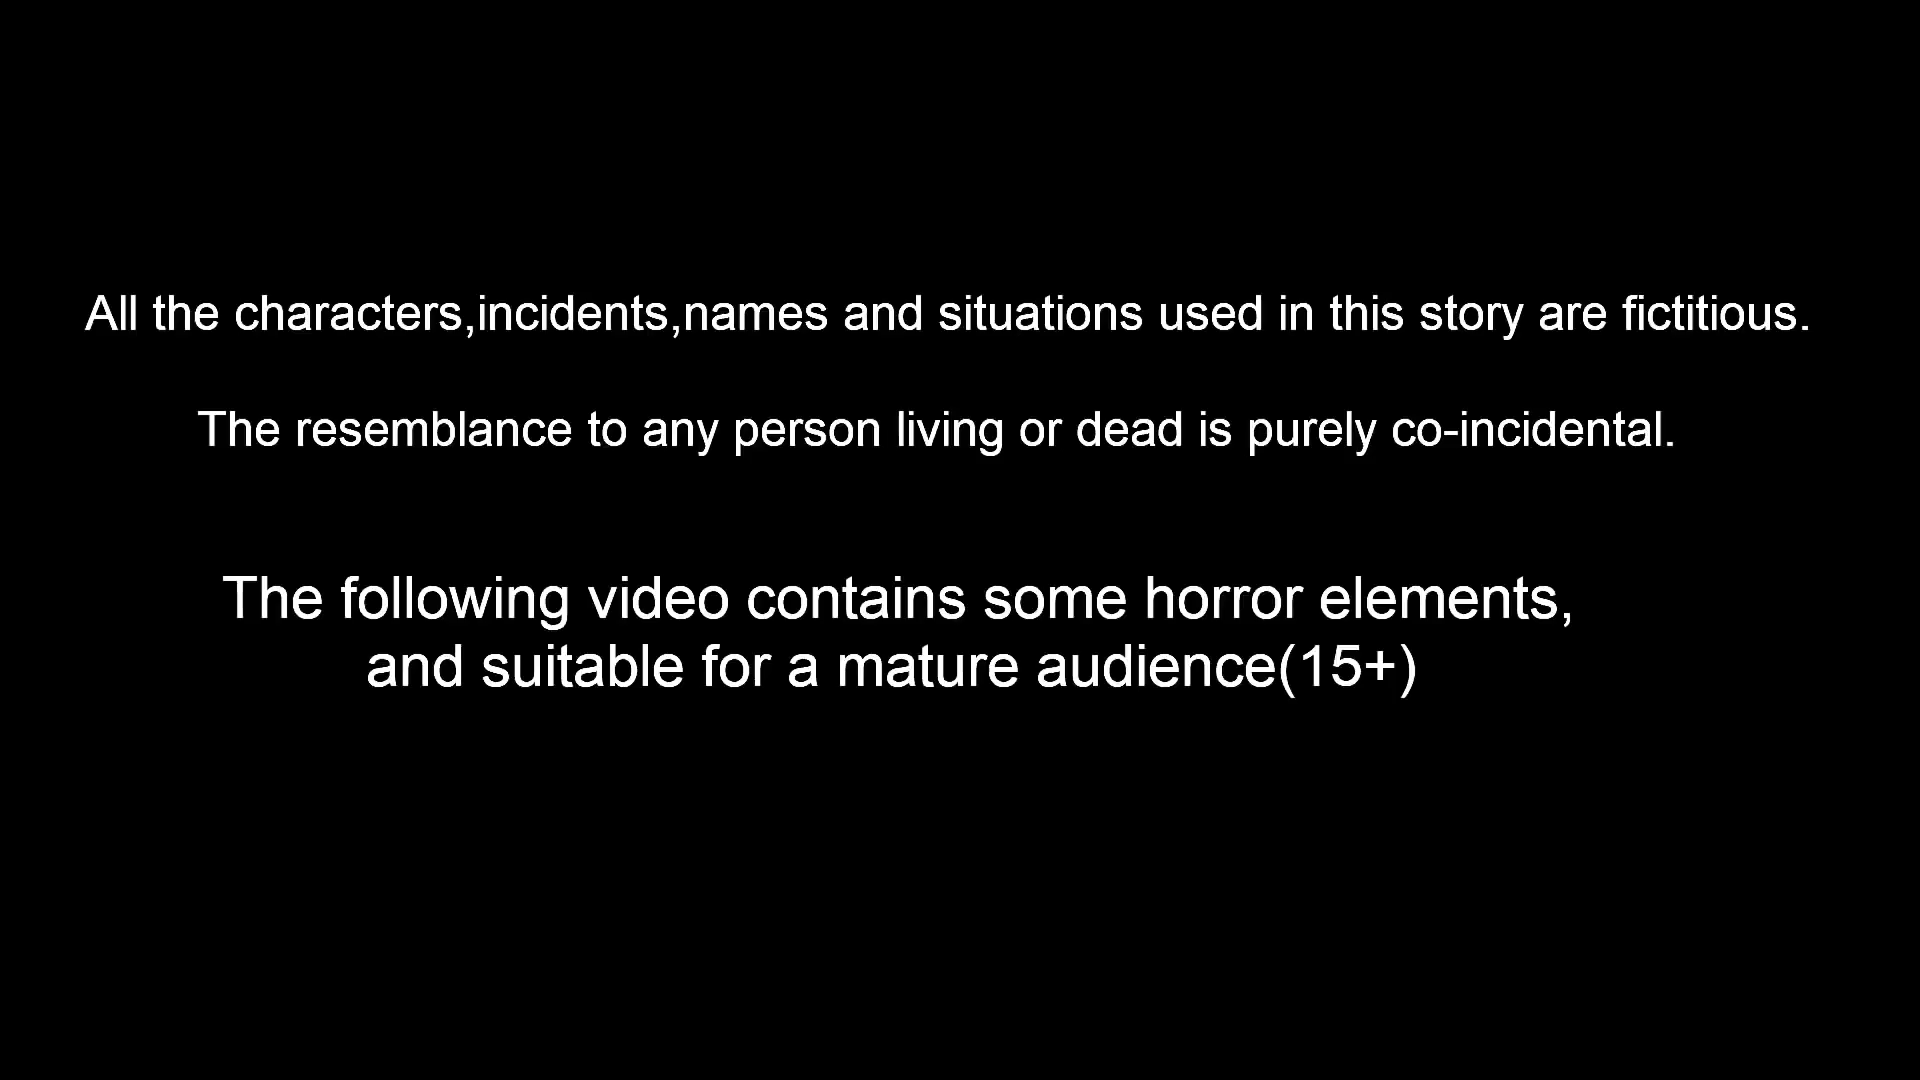 All the characters,incidents,names and situations used in this story are fictitious.
The resemblance to any person living or dead is purely co-incidental.
The following video contains some horror elements,
and suitable for a mature audience(15+)